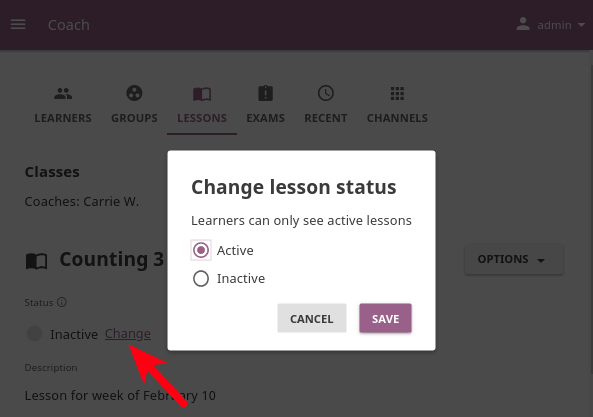 Coach
admin
LEARNERS GROUPS LESSONS EXAMS RECENT CHANNELS
Classes
Coaches: Carrie W.
Counting 3
OPTIONS
Status
Inactive Change
Description
Lesson for week of February 10
Change lesson status
Learners can only see active lessons
Active
Inactive
CANCEL SAVE